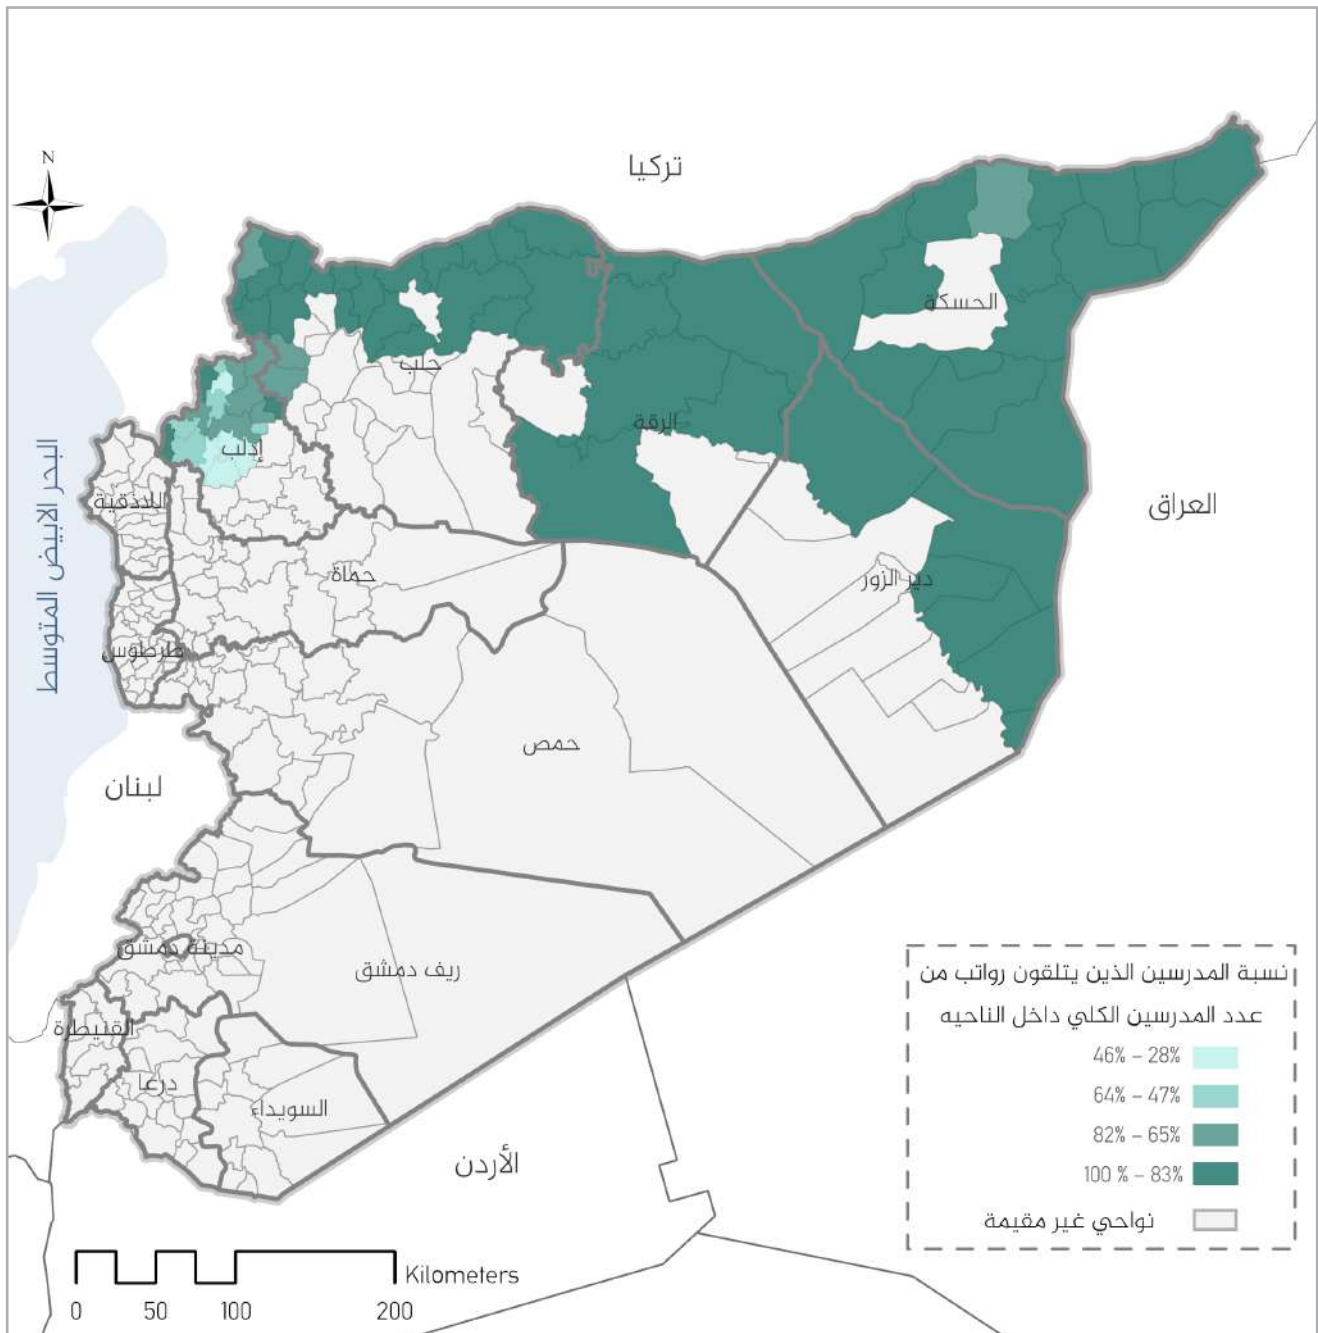 N
تركيا
الحسكة
حلب
الرقة
إدلب
اللاذقية
العراق
البحر الابيض المتوسط
دير الزور
حماة
طرطوس
حمص
لبنان
مدينة دمشق
ريف دمشق
القنيطرة
درعا
السويداء
الأردن
نسبة المدرسين الذين يتلقون رواتب من
عدد المدرسين الكلي داخل الناحيه
46% – 28%
64% – 47%
82% – 65%
100 % – 83%
نواحي غير مقيمة
Kilometers
0 50 100 200